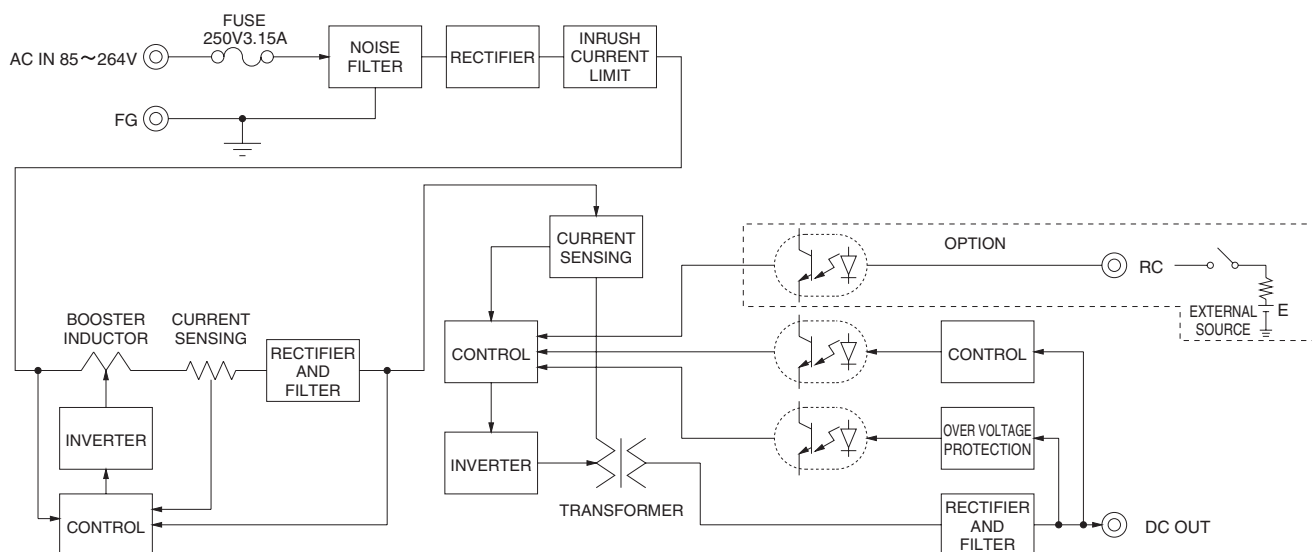 FUSE
250V3.15A
AC IN 85～264V
NOISE
FILTER
RECTIFIER
INRUSH
CURRENT
LIMIT
FG
CURRENT
SENSING
OPTION
RC
E
EXTERNAL
SOURCE
BOOSTER
INDUCTOR
CURRENT
SENSING
RECTIFIER
AND
FILTER
CONTROL
CONTROL
INVERTER
INVERTER
OVER VOLTAGE
PROTECTION
TRANSFORMER
CONTROL
RECTIFIER
AND
FILTER
DC OUT